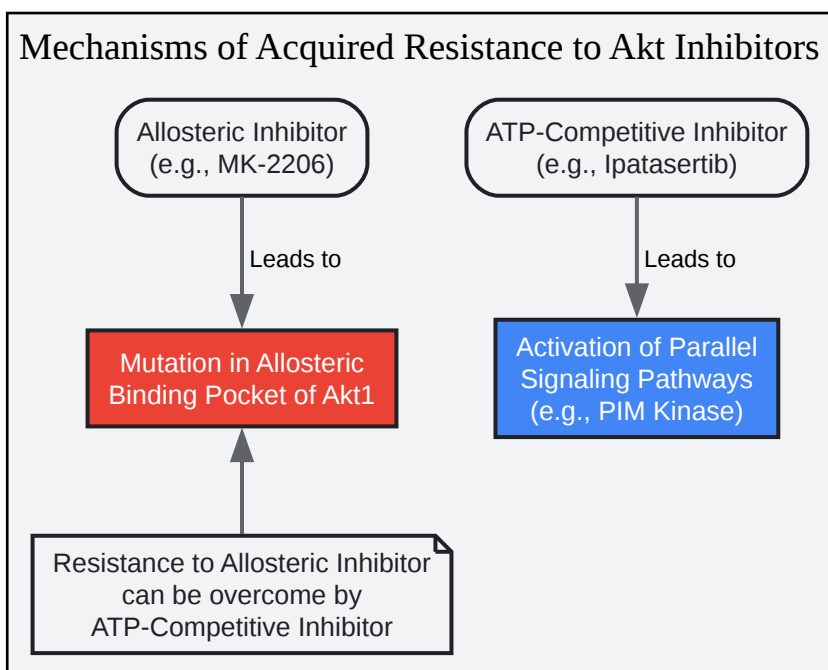 Mechanisms of Acquired Resistance to Akt Inhibitors
Allosteric Inhibitor
(e.g., MK-2206)
ATP-Competitive Inhibitor
(e.g., Ipatasertib)
Leads to
Leads to
Mutation in Allosteric
Binding Pocket of Akt1
Activation of Parallel
Signaling Pathways
(e.g., PIM Kinase)
Resistance to Allosteric Inhibitor
can be overcome by
ATP-Competitive Inhibitor